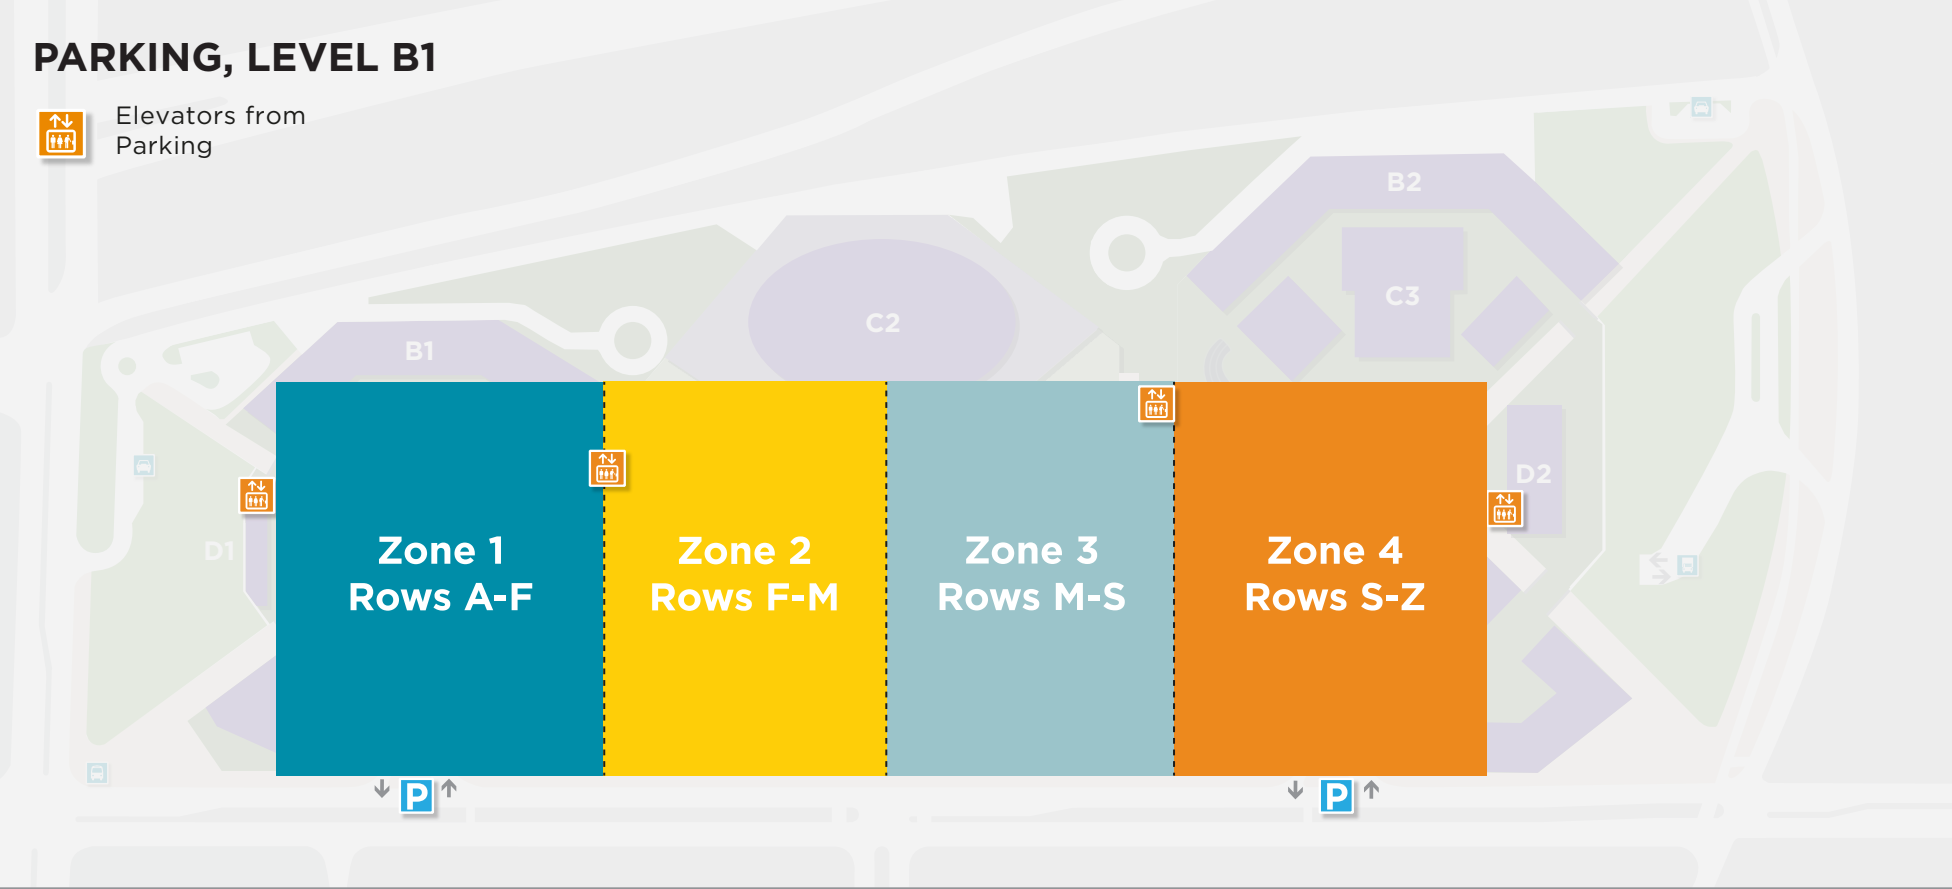 PARKING, LEVEL B1
Elevators from
Parking
B2
C3
C2
B1
D2
D1
Zone 1
Rows A-F
Zone 2
Rows F-M
Zone 3
Rows M-S
Zone 4
Rows S-Z
P
P